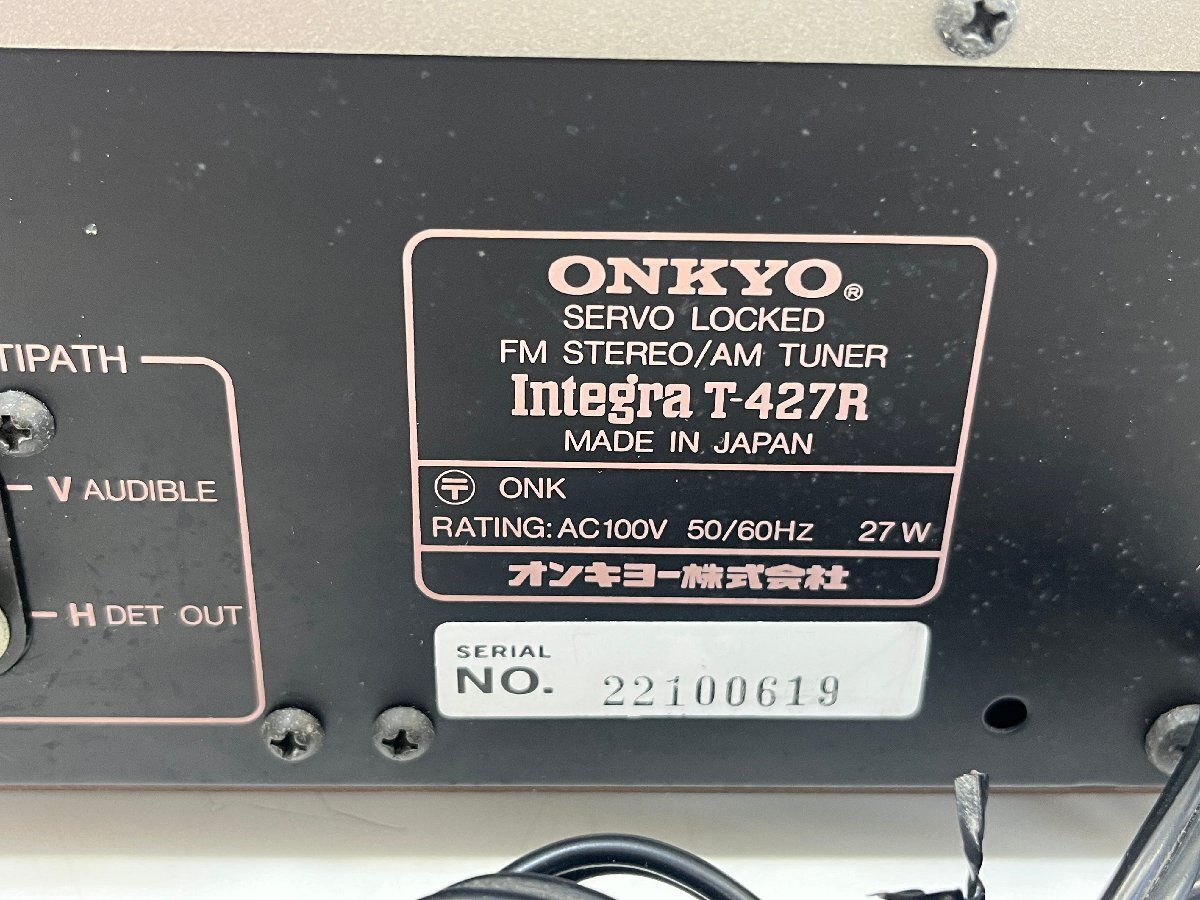 TIPATH
V AUDIBLE
H DET OUT
ONKYO®
SERVO LOCKED
FM STEREO/AM TUNER
Integra T-427R
MADE IN JAPAN
〶 ONK
RATING: AC100V 50/60Hz 27W
オンキヨー株式会社
SERIAL
NO. 22100619